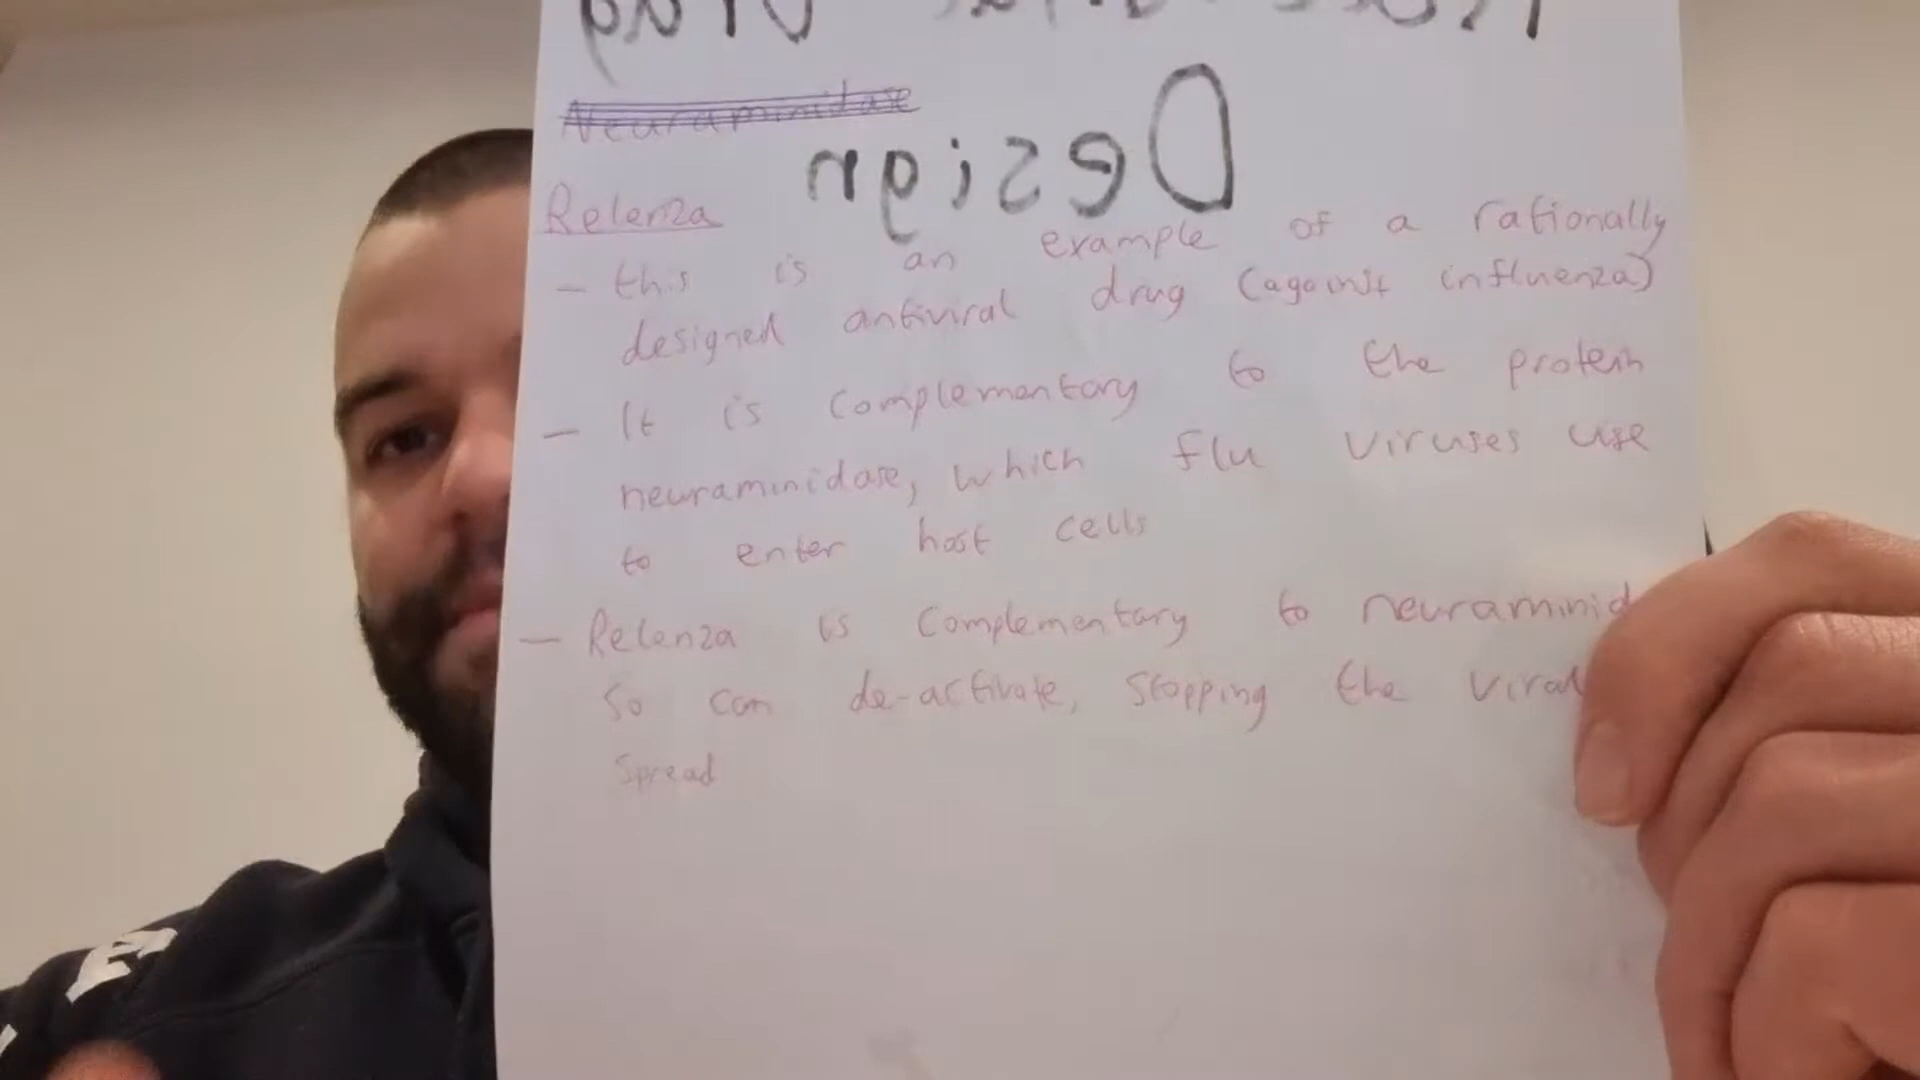 Drug
Design
Neuraminidase
Relenza
- this is an example of a rationally
designed antiviral drug (against influenza)
- It is complementary to the protein
neuraminidase, which flu viruses use
to enter host cells
- Relenza is complementary to neuraminid
so can de-activate, stopping the viral
spread